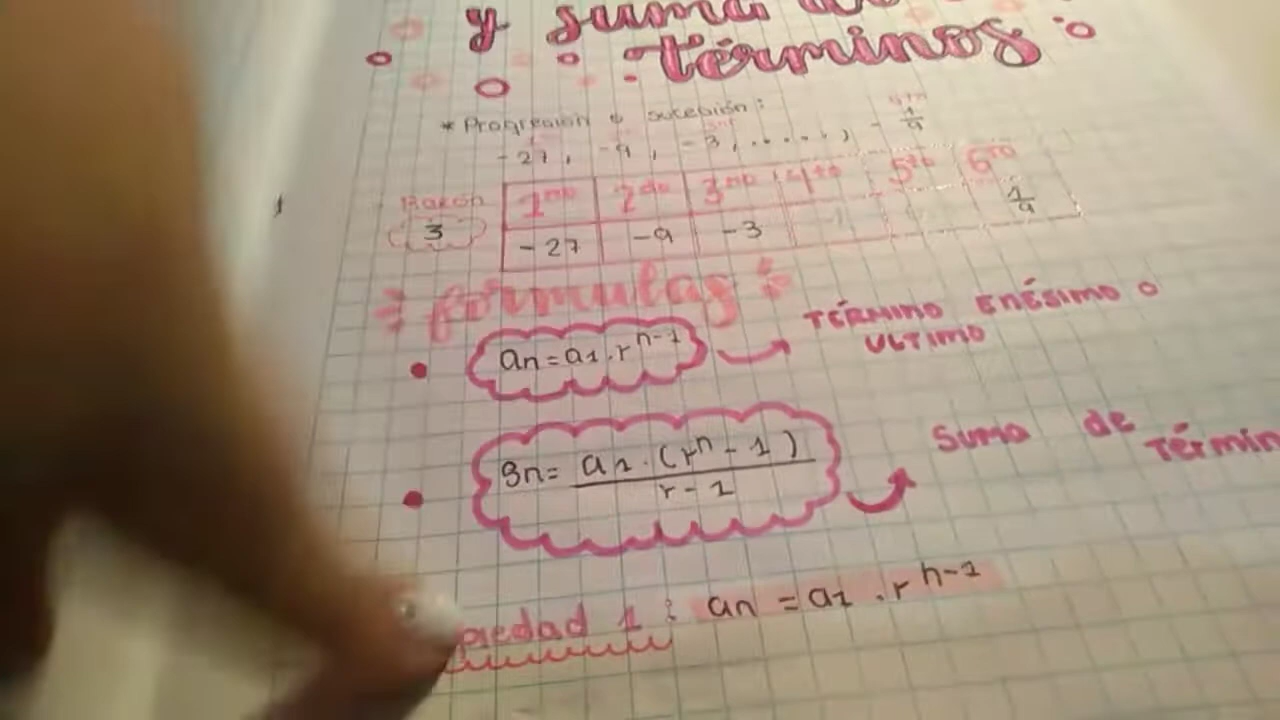 y suma de
términos
* Progresión o sucesión:
-27, -9, -3, ......, - 1/9
Razón 1ro 2do 3ro 4to 5to 6to
3 -27 -9 -3 -1 1/9
formulas
an = a1 . r^n-1 TÉRMINO ENÉSIMO O
ULTIMO
Sn = a1 . (r^n - 1) / r - 1 Suma de
Términ
piedad 1 : an = a1 . r^n-1